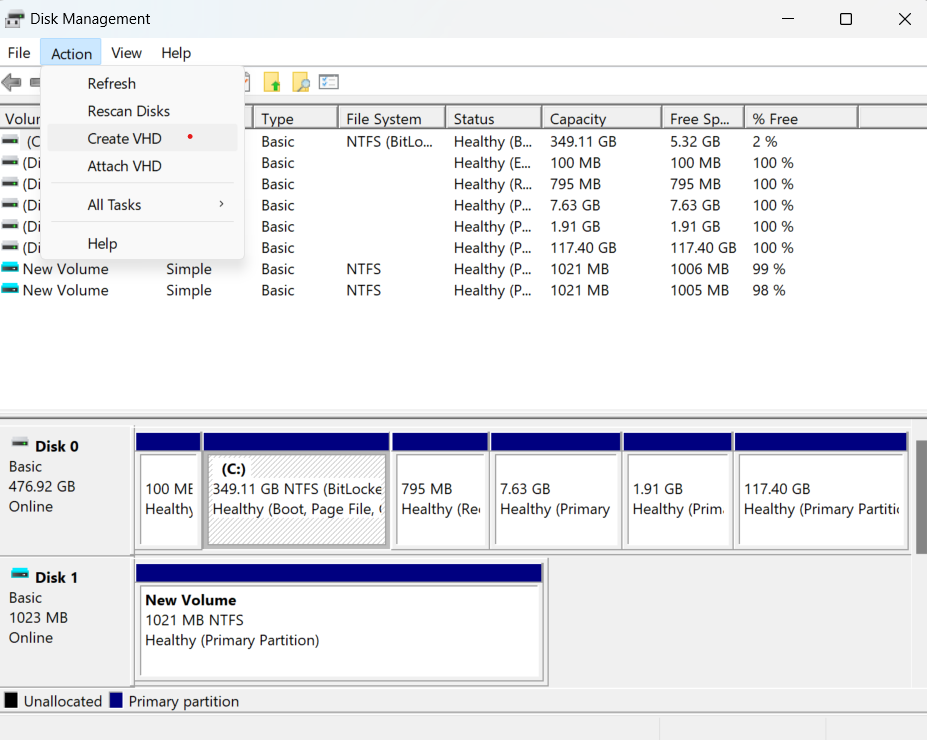 Disk Management
File Action View Help
Refresh
Rescan Disks
Create VHD
Attach VHD
All Tasks
Help
Type File System Status Capacity Free Sp... % Free
Basic NTFS (BitLo... Healthy (B... 349.11 GB 5.32 GB 2 %
Basic Healthy (E... 100 MB 100 MB 100 %
Basic Healthy (R... 795 MB 795 MB 100 %
Basic Healthy (P... 7.63 GB 7.63 GB 100 %
Basic Healthy (P... 1.91 GB 1.91 GB 100 %
Basic Healthy (P... 117.40 GB 117.40 GB 100 %
New Volume Simple Basic NTFS Healthy (P... 1021 MB 1006 MB 99 %
New Volume Simple Basic NTFS Healthy (P... 1021 MB 1005 MB 98 %
Disk 0
Basic
476.92 GB
Online
100 ME
Healthy
(C:)
349.11 GB NTFS (BitLocke
Healthy (Boot, Page File,
795 MB
Healthy (Re
7.63 GB
Healthy (Primary
1.91 GB
Healthy (Prim
117.40 GB
Healthy (Primary Partitic
Disk 1
Basic
1023 MB
Online
New Volume
1021 MB NTFS
Healthy (Primary Partition)
Unallocated Primary partition